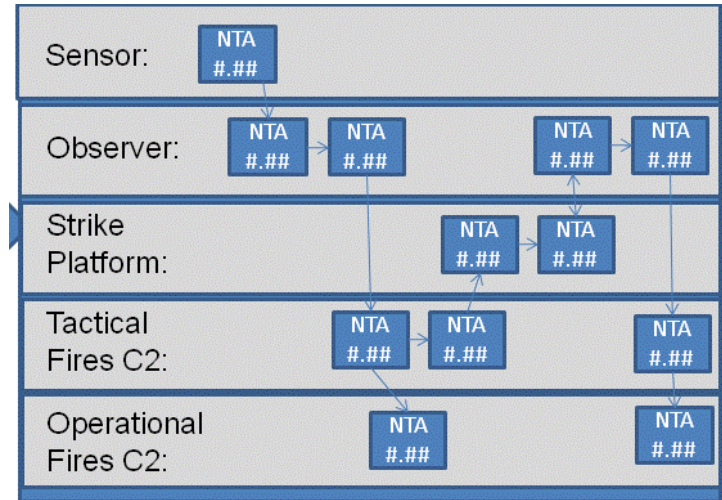 Sensor:
NTA
#.##
Observer:
NTA
#.##
NTA
#.##
NTA
#.##
NTA
#.##
Strike
Platform:
NTA
#.##
NTA
#.##
Tactical
Fires C2:
NTA
#.##
NTA
#.##
NTA
#.##
Operational
Fires C2:
NTA
#.##
NTA
#.##